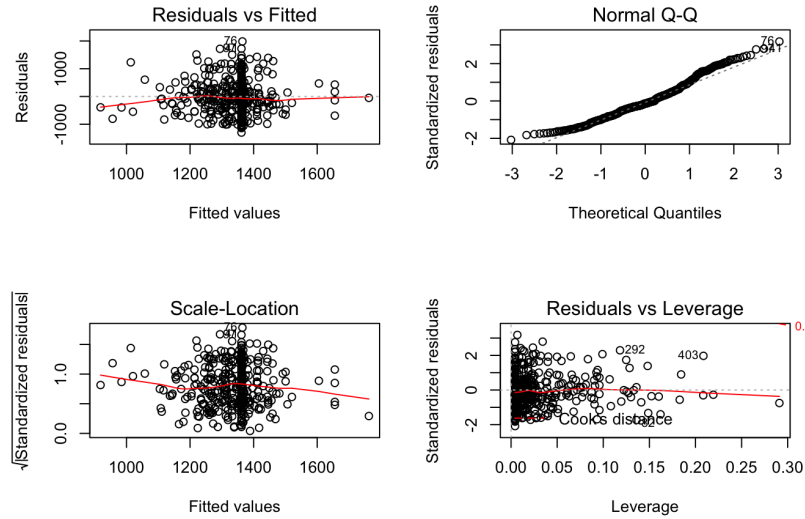 Residuals vs Fitted
Residuals
1000
-1000
76
1000 1200 1400 1600
Fitted values
Normal Q-Q
Standardized residuals
2
0
-2
76
-3 -2 -1 0 1 2 3
Theoretical Quantiles
Scale-Location
√|Standardized residuals|
1.0
0.0
76
1000 1200 1400 1600
Fitted values
Residuals vs Leverage
Standardized residuals
2
0
-2
292
403
0.
Cook's distance
0.00 0.05 0.10 0.15 0.20 0.25 0.30
Leverage